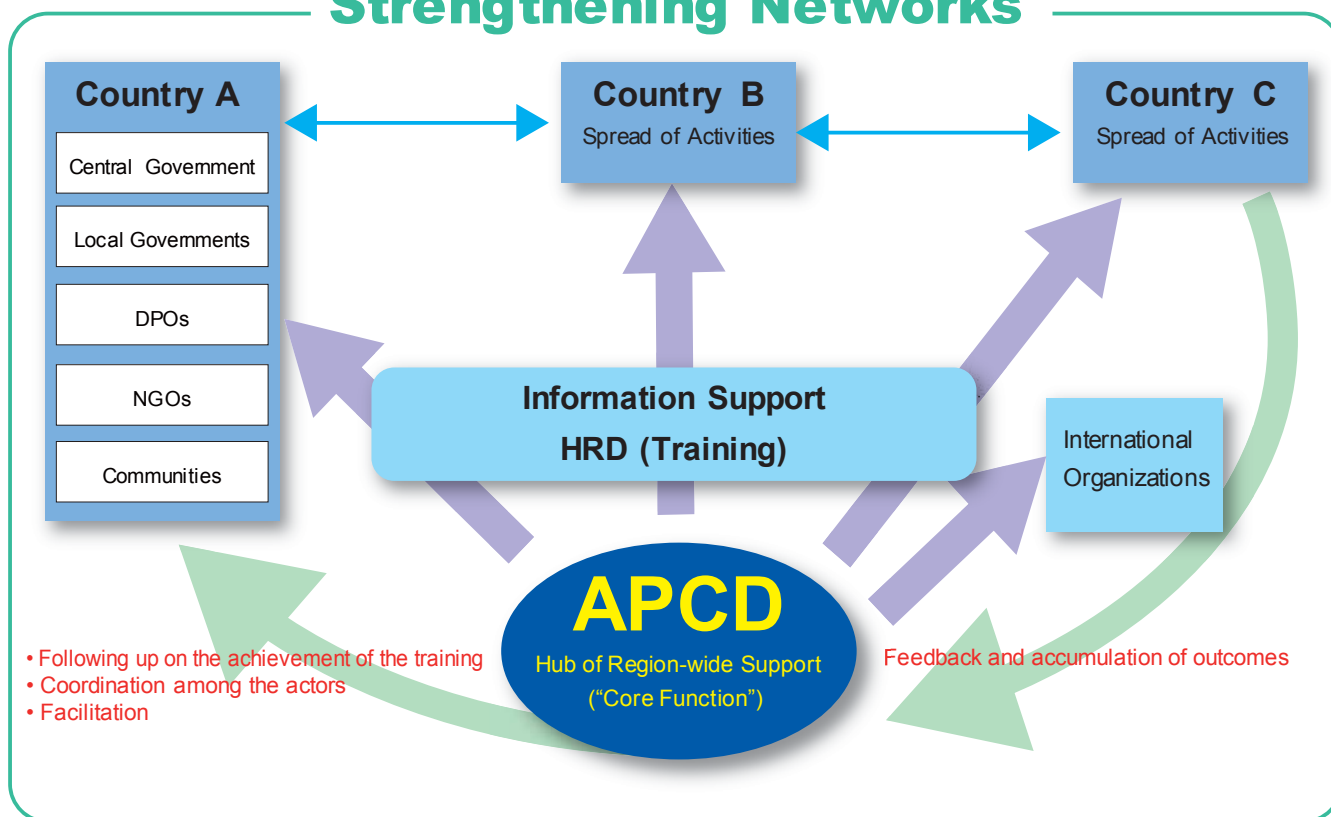 Strengthening Networks
Country A
Central Government
Local Governments
DPOs
NGOs
Communities
Country B
Spread of Activities
Country C
Spread of Activities
Information Support
HRD (Training)
International
Organizations
APCD
Hub of Region-wide Support
("Core Function")
• Following up on the achievement of the training
• Coordination among the actors
• Facilitation
Feedback and accumulation of outcomes